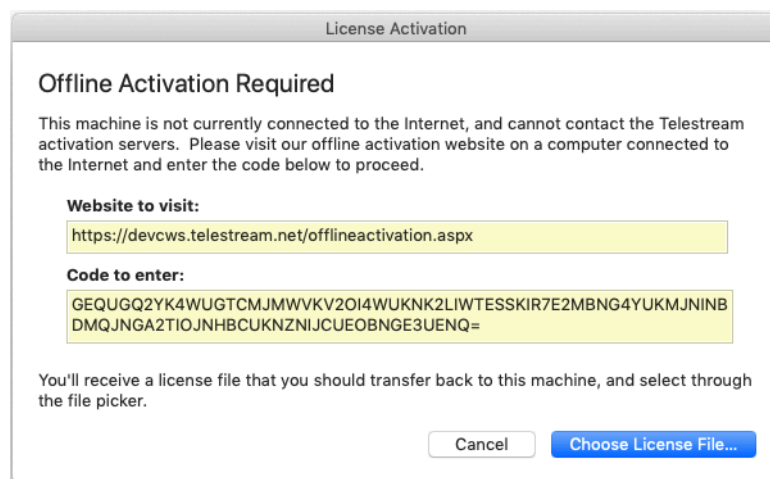 License Activation
Offline Activation Required
This machine is not currently connected to the Internet, and cannot contact the Telestream
activation servers.  Please visit our offline activation website on a computer connected to
the Internet and enter the code below to proceed.
Website to visit:
https://devcws.telestream.net/offlineactivation.aspx
Code to enter:
GEQUGQ2YK4WUGTCMJMWVKV2OI4WUKNK2LIWTESSKIR7E2MBNG4YUKMJNINB
DMQJNGA2TIOJNHBCUKNZNIJCUEOBNGE3UENQ=
You'll receive a license file that you should transfer back to this machine, and select through
the file picker.
Cancel
Choose License File...